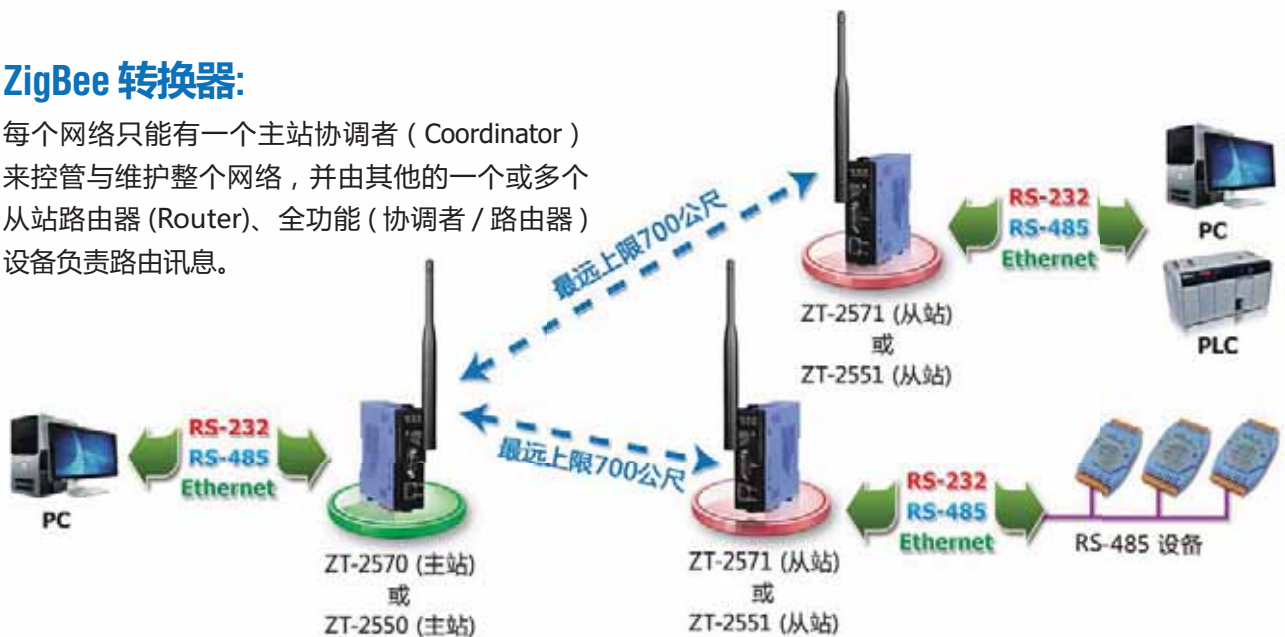 ZigBee 转换器:
每个网络只能有一个主站协调者 ( Coordinator )
来控管与维护整个网络 , 并由其他的一个或多个
从站路由器 (Router)、全功能 ( 协调者 / 路由器 )
设备负责路由讯息。
最远上限700公尺
RS-232
RS-485
Ethernet
PC
PLC
ZT-2571 (从站)
或
ZT-2551 (从站)
RS-232
RS-485
Ethernet
PC
最远上限700公尺
ZT-2570 (主站)
或
ZT-2550 (主站)
ZT-2571 (从站)
或
ZT-2551 (从站)
RS-232
RS-485
Ethernet
RS-485 设备